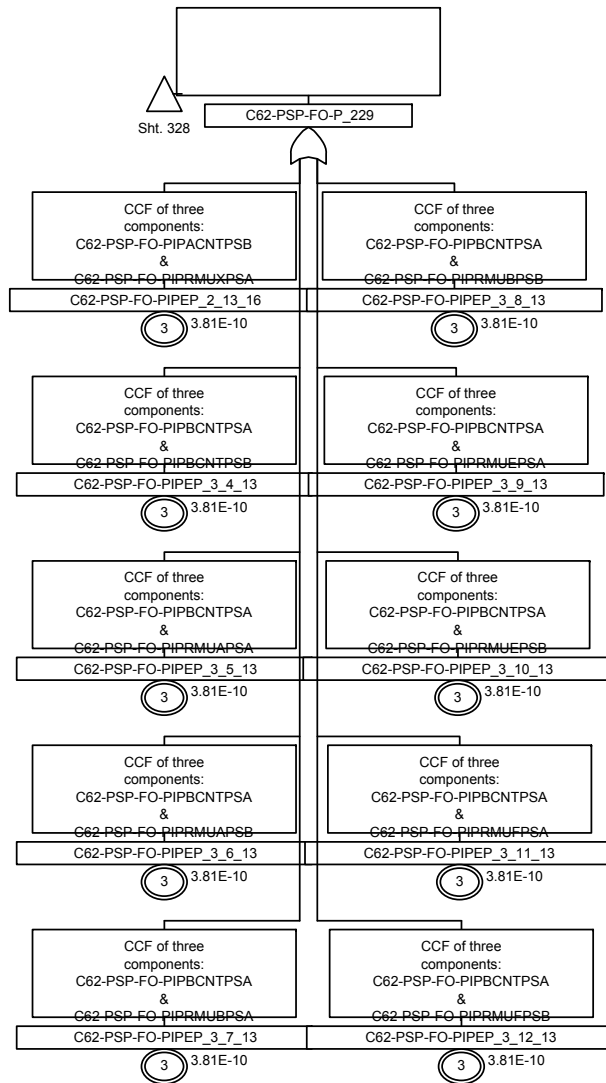 Sht. 328
C62-PSP-FO-P_229
CCF of three
components:
C62-PSP-FO-PIPACNTPSB
&
C62-PSP-FO-PIPRMUXPSA
C62-PSP-FO-PIPEP_2_13_16
3
3.81E-10
CCF of three
components:
C62-PSP-FO-PIPBCNTPSA
&
C62-PSP-FO-PIPRMUBPSB
C62-PSP-FO-PIPEP_3_8_13
3
3.81E-10
CCF of three
components:
C62-PSP-FO-PIPBCNTPSA
&
C62-PSP-FO-PIPBCNTPSB
C62-PSP-FO-PIPEP_3_4_13
3
3.81E-10
CCF of three
components:
C62-PSP-FO-PIPBCNTPSA
&
C62-PSP-FO-PIPRMUEPSA
C62-PSP-FO-PIPEP_3_9_13
3
3.81E-10
CCF of three
components:
C62-PSP-FO-PIPBCNTPSA
&
C62-PSP-FO-PIPRMUAPSA
C62-PSP-FO-PIPEP_3_5_13
3
3.81E-10
CCF of three
components:
C62-PSP-FO-PIPBCNTPSA
&
C62-PSP-FO-PIPRMUEPSB
C62-PSP-FO-PIPEP_3_10_13
3
3.81E-10
CCF of three
components:
C62-PSP-FO-PIPBCNTPSA
&
C62-PSP-FO-PIPRMUAPSB
C62-PSP-FO-PIPEP_3_6_13
3
3.81E-10
CCF of three
components:
C62-PSP-FO-PIPBCNTPSA
&
C62-PSP-FO-PIPRMUFPSA
C62-PSP-FO-PIPEP_3_11_13
3
3.81E-10
CCF of three
components:
C62-PSP-FO-PIPBCNTPSA
&
C62-PSP-FO-PIPRMUBPSA
C62-PSP-FO-PIPEP_3_7_13
3
3.81E-10
CCF of three
components:
C62-PSP-FO-PIPBCNTPSA
&
C62-PSP-FO-PIPRMUFPSB
C62-PSP-FO-PIPEP_3_12_13
3
3.81E-10